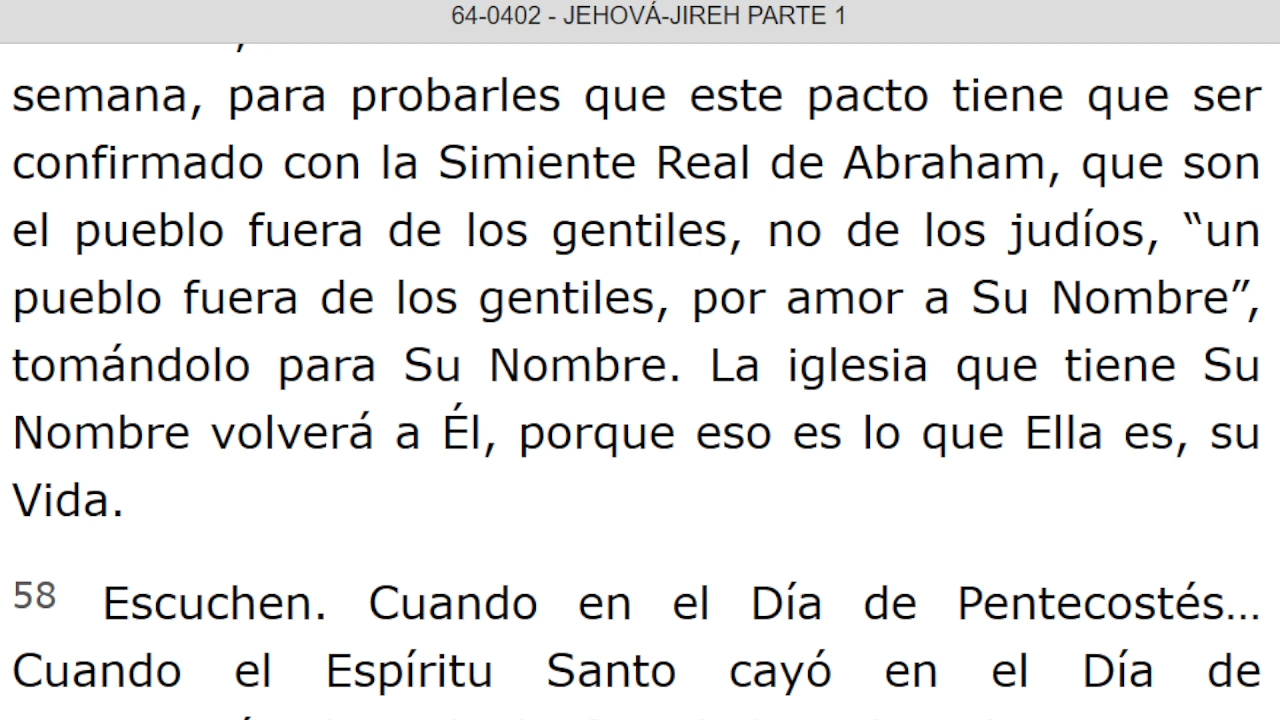 64-0402 - JEHOVÁ-JIREH PARTE 1
semana, para probarles que este pacto tiene que ser
confirmado con la Simiente Real de Abraham, que son
el pueblo fuera de los gentiles, no de los judíos, “un
pueblo fuera de los gentiles, por amor a Su Nombre”,
tomándolo para Su Nombre. La iglesia que tiene Su
Nombre volverá a Él, porque eso es lo que Ella es, su
Vida.
58 Escuchen. Cuando en el Día de Pentecostés...
Cuando el Espíritu Santo cayó en el Día de